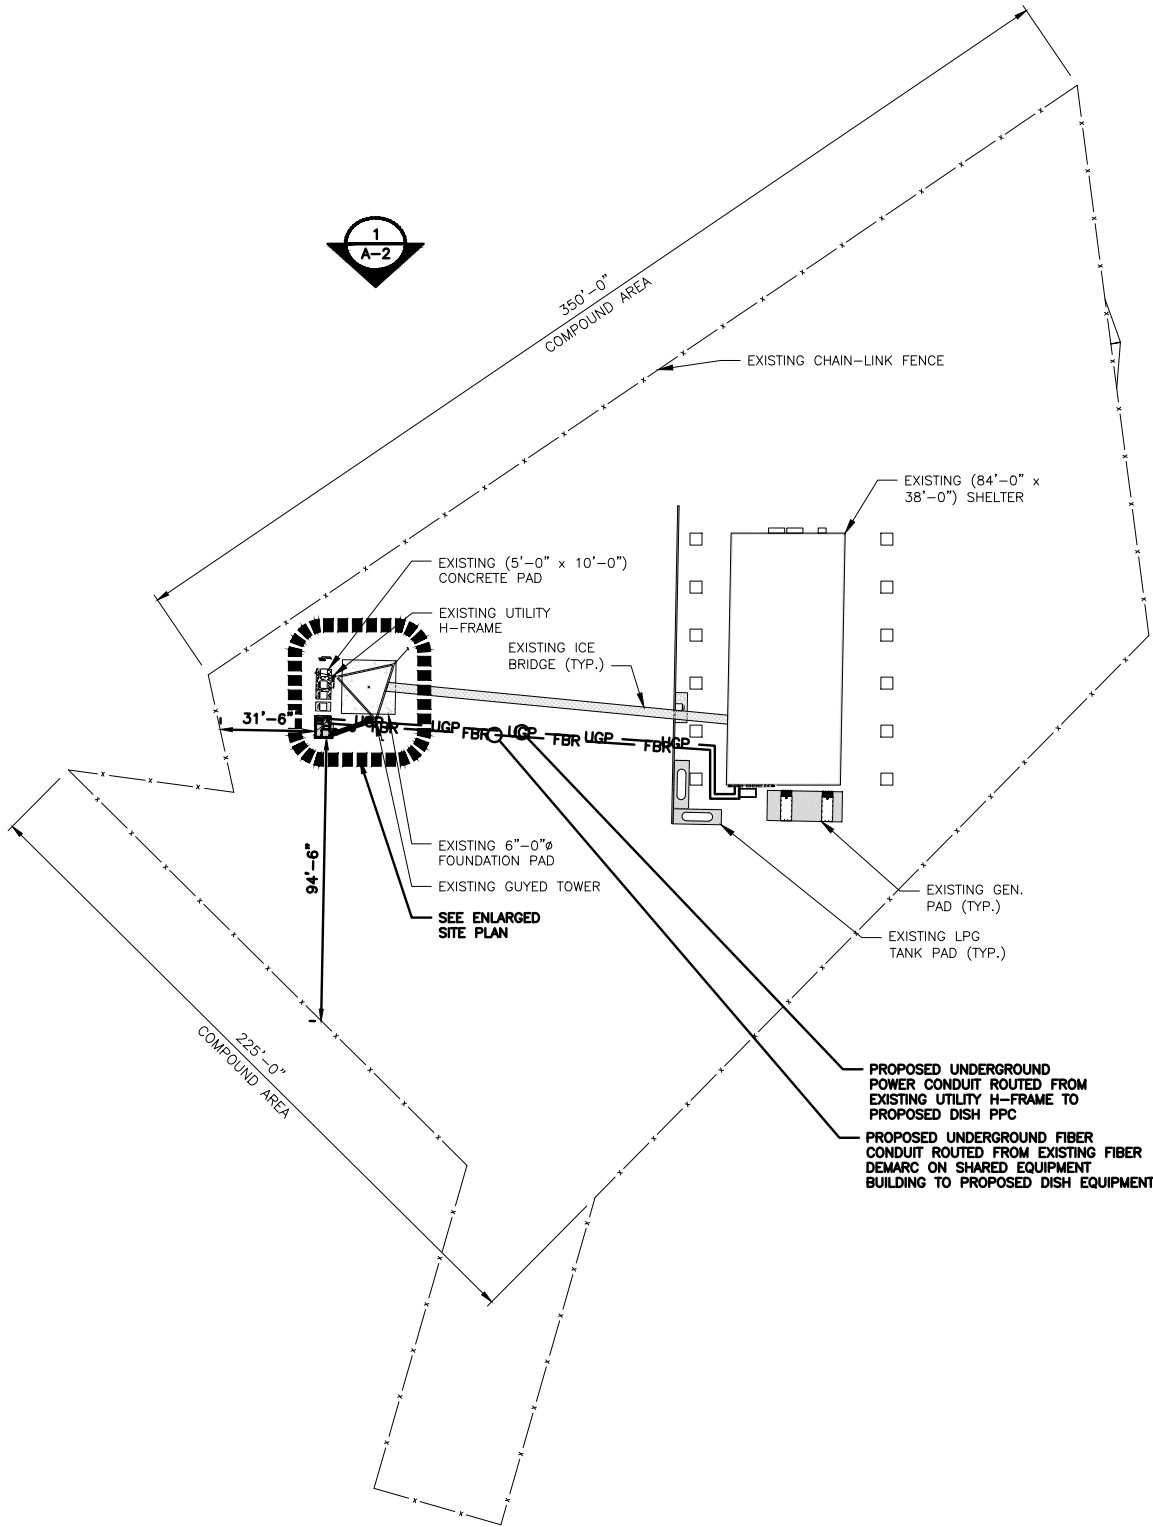 350'-0"
COMPOUND AREA
1
A-2
EXISTING CHAIN-LINK FENCE
EXISTING (84'-0" x
38'-0") SHELTER
EXISTING (5'-0" x 10'-0")
CONCRETE PAD
EXISTING UTILITY
H-FRAME
EXISTING ICE
BRIDGE (TYP.)
31'-6"
UGP
FBR
UGP
FBR
UGP
FBR
UGP
FBR
UGP
94'-6"
EXISTING 6"-0"ø
FOUNDATION PAD
EXISTING GUYED TOWER
SEE ENLARGED
SITE PLAN
EXISTING GEN.
PAD (TYP.)
EXISTING LPG
TANK PAD (TYP.)
225'-0"
COMPOUND AREA
PROPOSED UNDERGROUND
POWER CONDUIT ROUTED FROM
EXISTING UTILITY H-FRAME TO
PROPOSED DISH PPC
PROPOSED UNDERGROUND FIBER
CONDUIT ROUTED FROM EXISTING FIBER
DEMARC ON SHARED EQUIPMENT
BUILDING TO PROPOSED DISH EQUIPMENT